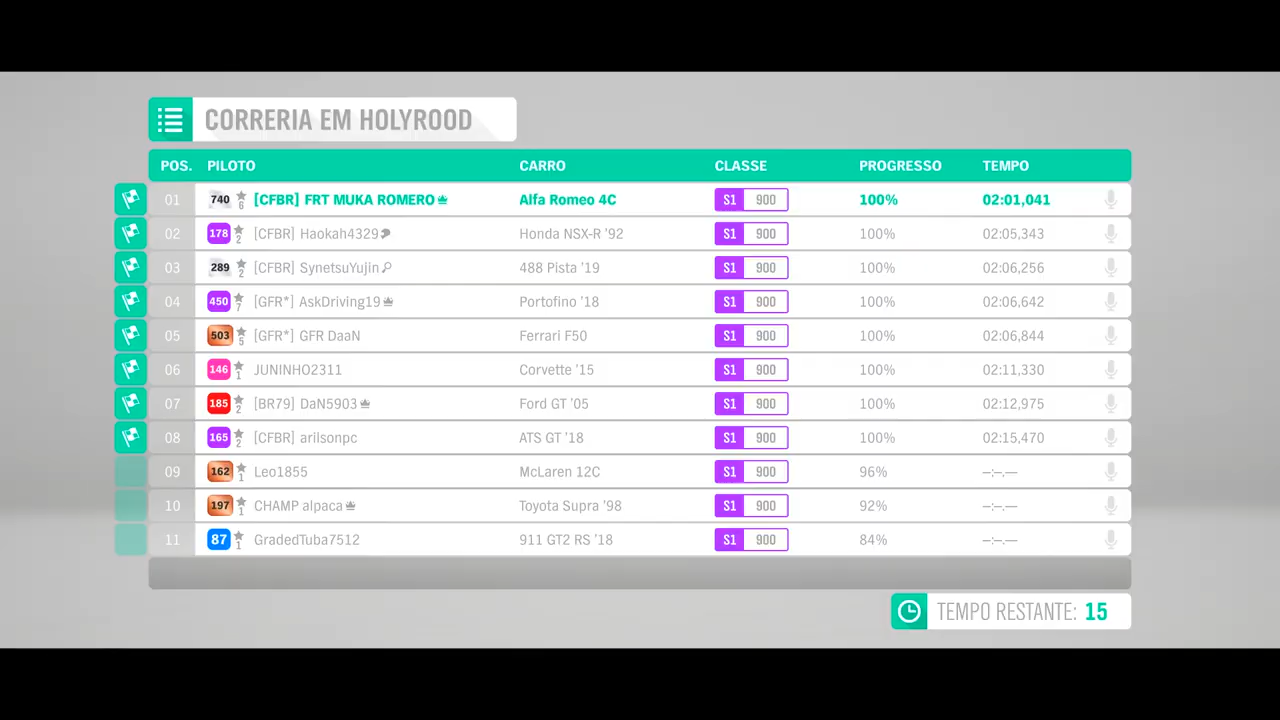 CORRERIA EM HOLYROOD
POS. PILOTO CARRO CLASSE PROGRESSO TEMPO
01 740 6 [CFBR] FRT MUKA ROMERO Alfa Romeo 4C S1 900 100% 02:01,041
02 178 2 [CFBR] Haokah4329 Honda NSX-R '92 S1 900 100% 02:05,343
03 289 2 [CFBR] SynetsuYujin 488 Pista '19 S1 900 100% 02:06,256
04 450 7 [GFR*] AskDriving19 Portofino '18 S1 900 100% 02:06,642
05 503 5 [GFR*] GFR DaaN Ferrari F50 S1 900 100% 02:06,844
06 146 1 JUNINHO2311 Corvette '15 S1 900 100% 02:11,330
07 185 2 [BR79] DaN5903 Ford GT '05 S1 900 100% 02:12,975
08 165 2 [CFBR] arilsonpc ATS GT '18 S1 900 100% 02:15,470
09 162 1 Leo1855 McLaren 12C S1 900 96% --:--.---
10 197 1 CHAMP alpaca Toyota Supra '98 S1 900 92% --:--.---
11 87 1 GradedTuba7512 911 GT2 RS '18 S1 900 84% --:--.---
TEMPO RESTANTE: 15